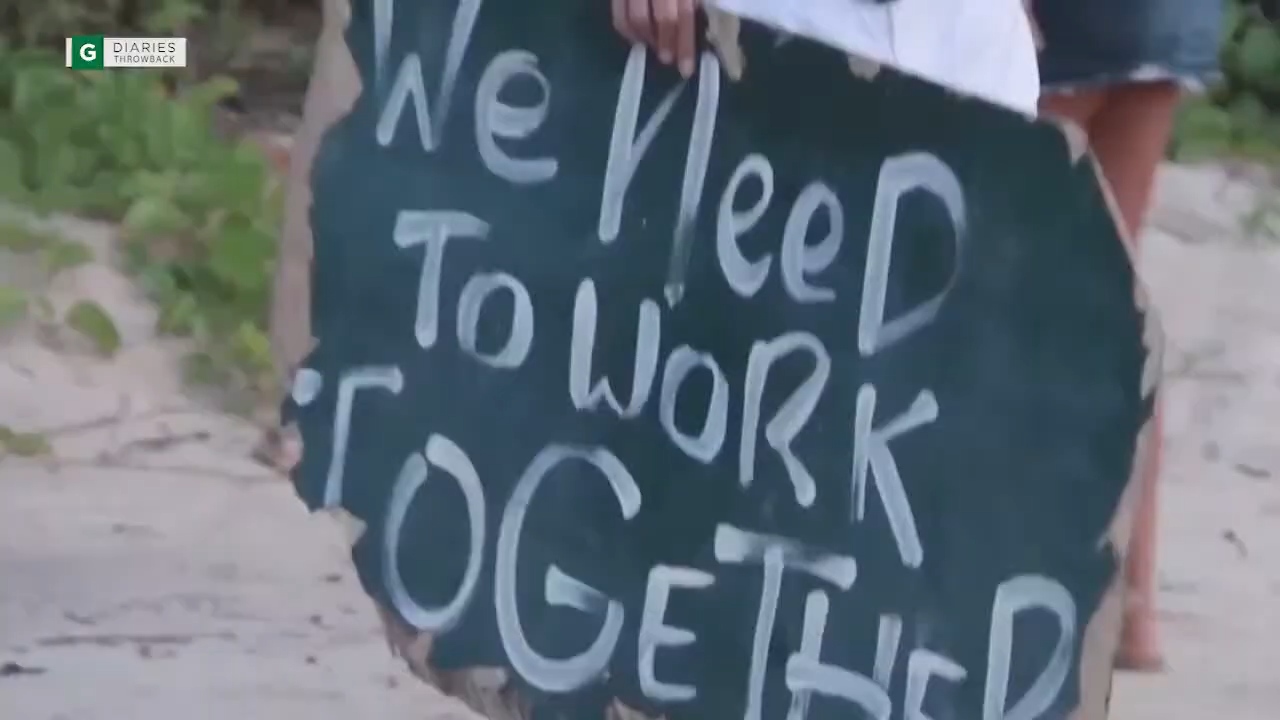 G DIARIES
THROWBACK
We NeeD
To WORK
TOGETHER